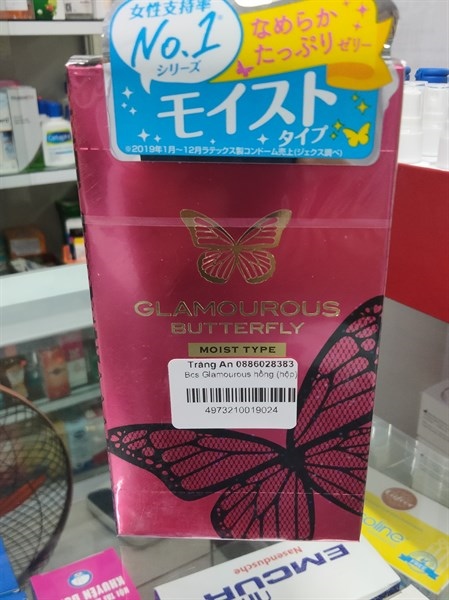 女性支持率
No.1
シリーズ
なめらか
たっぷりゼリー
モイスト
タイプ
※2019年1月～12月ラテックス製コンドーム売上(ジェクス調べ)
GLAMOUROUS
BUTTERFLY
MOIST TYPE
Tràng An 0886028383
Bcs Glamourous hồng (hộp)
4973210019024
Nasendusche
EMCUR
KHUYẾN